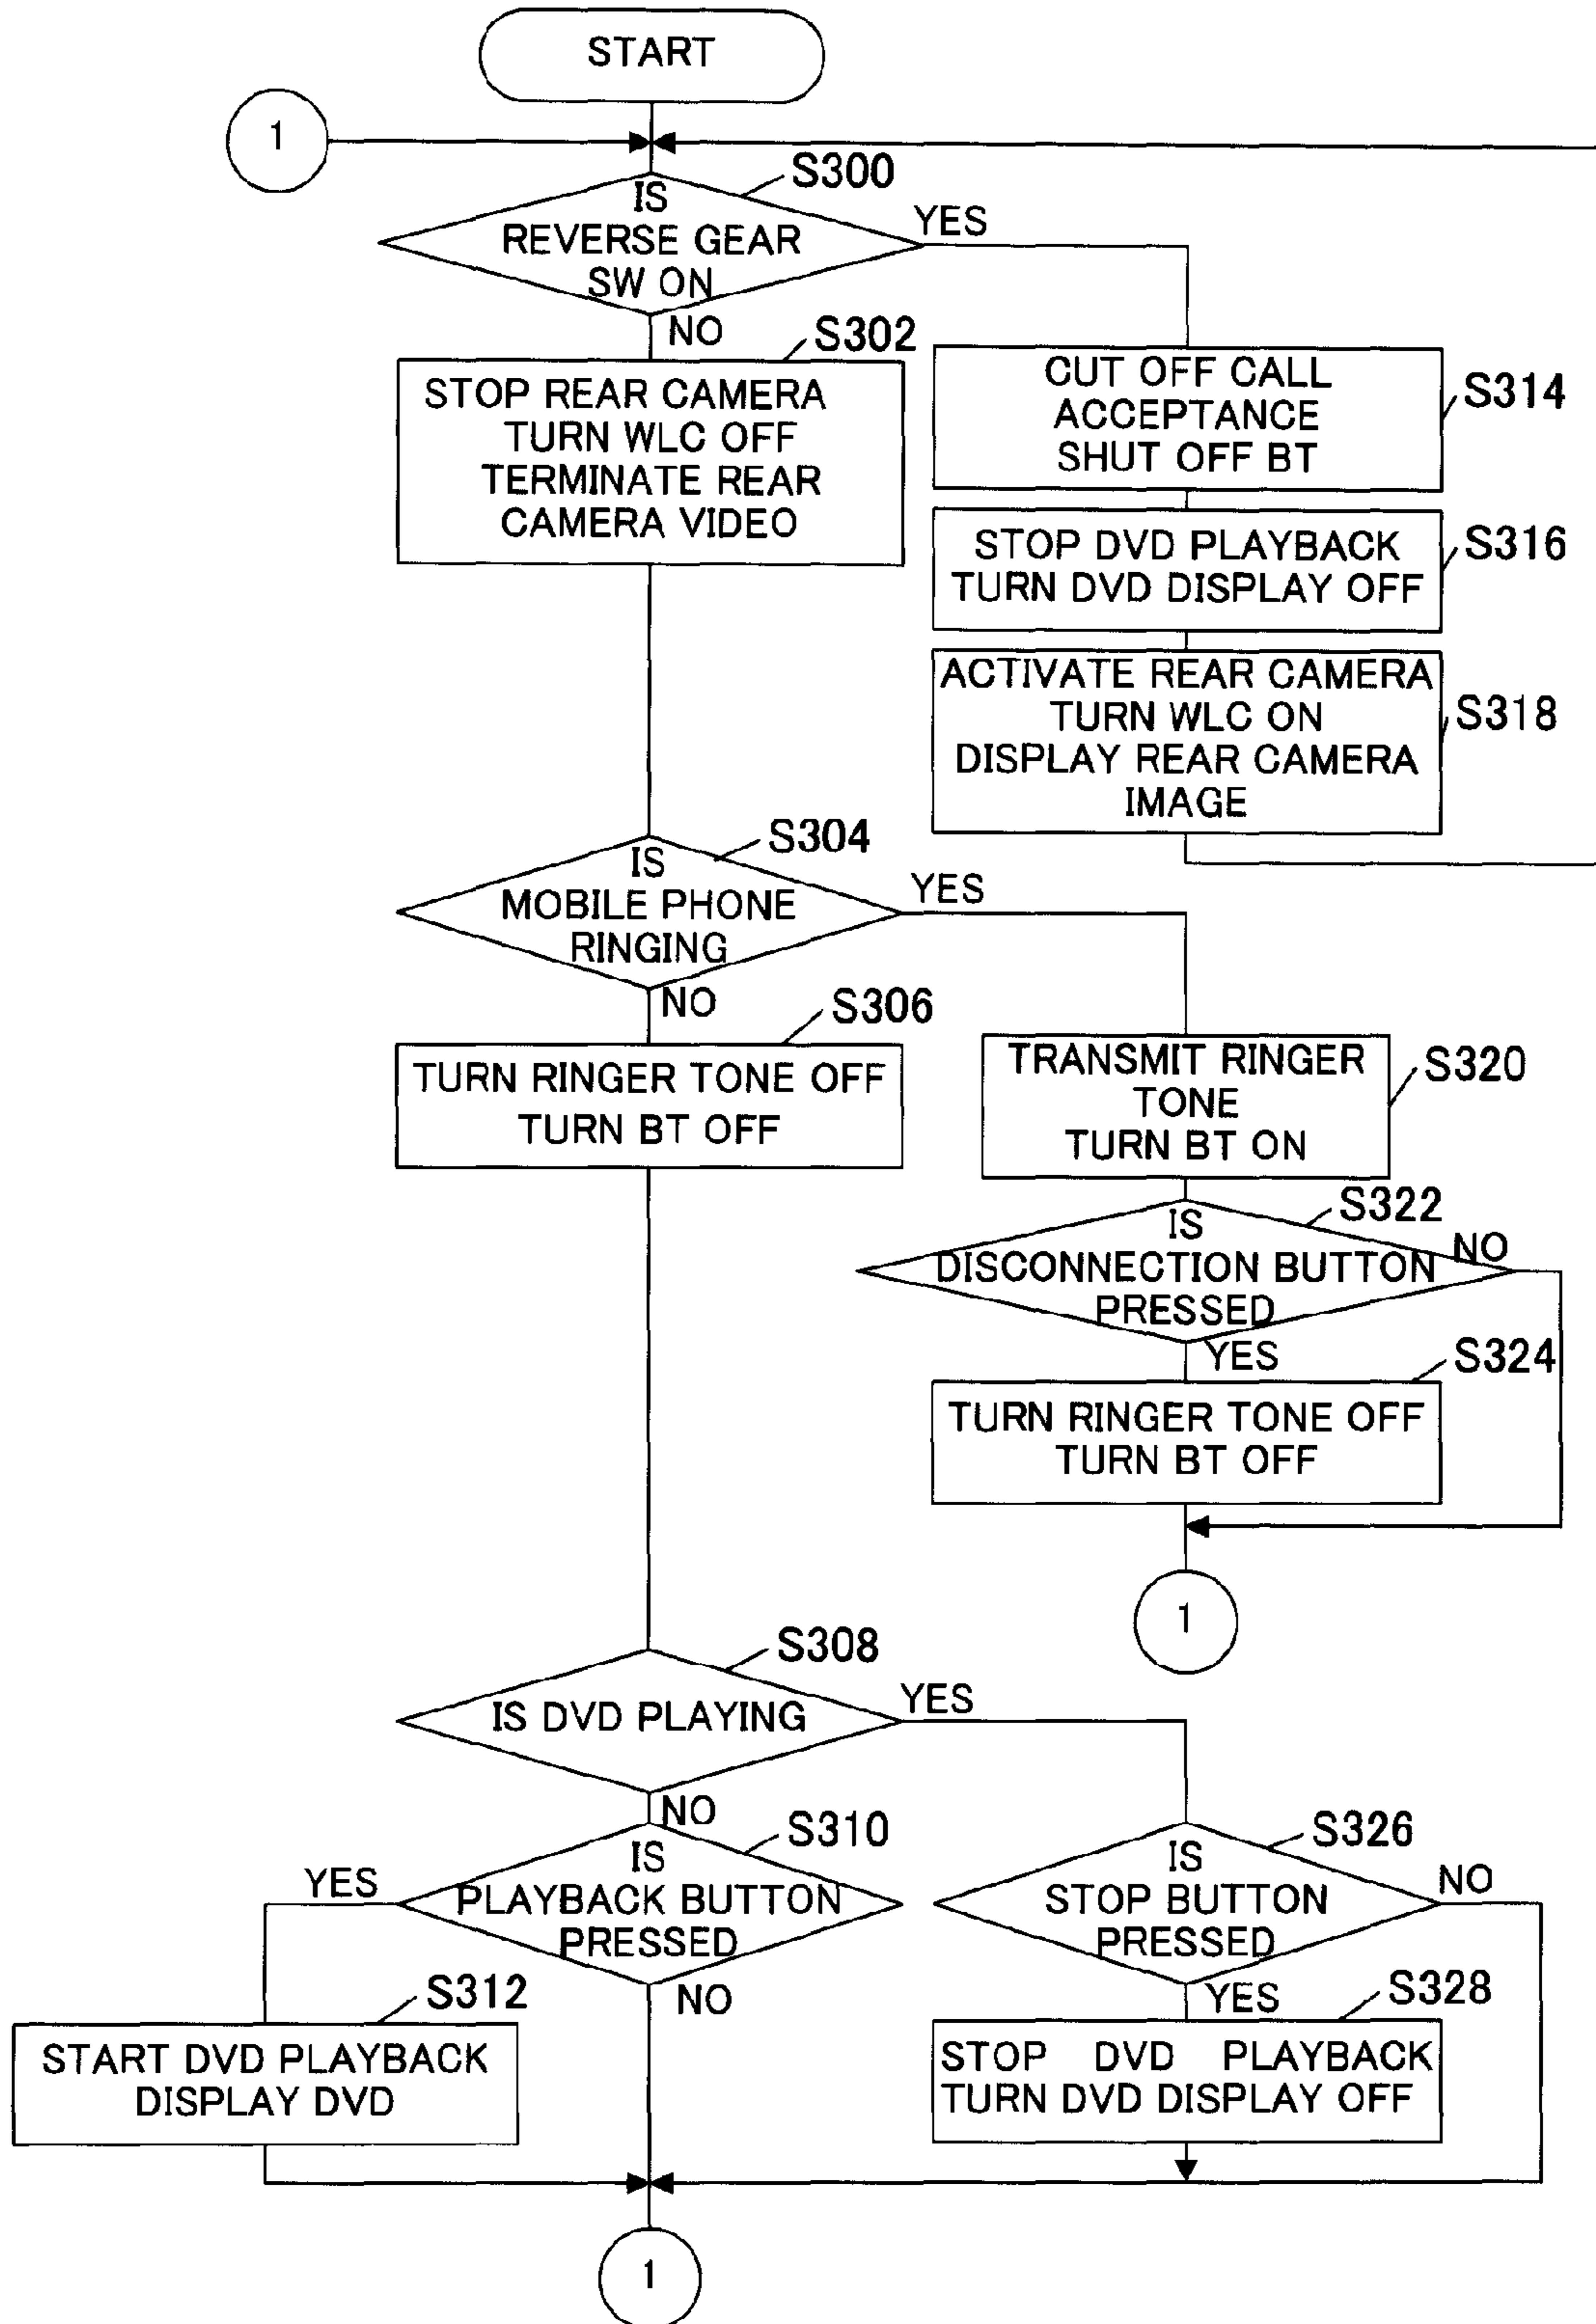 START
1
S300
IS
REVERSE GEAR
SW ON
YES
NO
S302
STOP REAR CAMERA
TURN WLC OFF
TERMINATE REAR
CAMERA VIDEO
CUT OFF CALL
ACCEPTANCE
SHUT OFF BT
S314
STOP DVD PLAYBACK
TURN DVD DISPLAY OFF
S316
ACTIVATE REAR CAMERA
TURN WLC ON
DISPLAY REAR CAMERA
IMAGE
S318
S304
IS
MOBILE PHONE
RINGING
YES
NO
S306
TURN RINGER TONE OFF
TURN BT OFF
TRANSMIT RINGER
TONE
TURN BT ON
S320
S322
IS
DISCONNECTION BUTTON
PRESSED
NO
YES
S324
TURN RINGER TONE OFF
TURN BT OFF
1
S308
IS DVD PLAYING
YES
NO
S310
IS
PLAYBACK BUTTON
PRESSED
YES
NO
S312
START DVD PLAYBACK
DISPLAY DVD
S326
IS
STOP BUTTON
PRESSED
NO
YES
S328
STOP DVD PLAYBACK
TURN DVD DISPLAY OFF
1